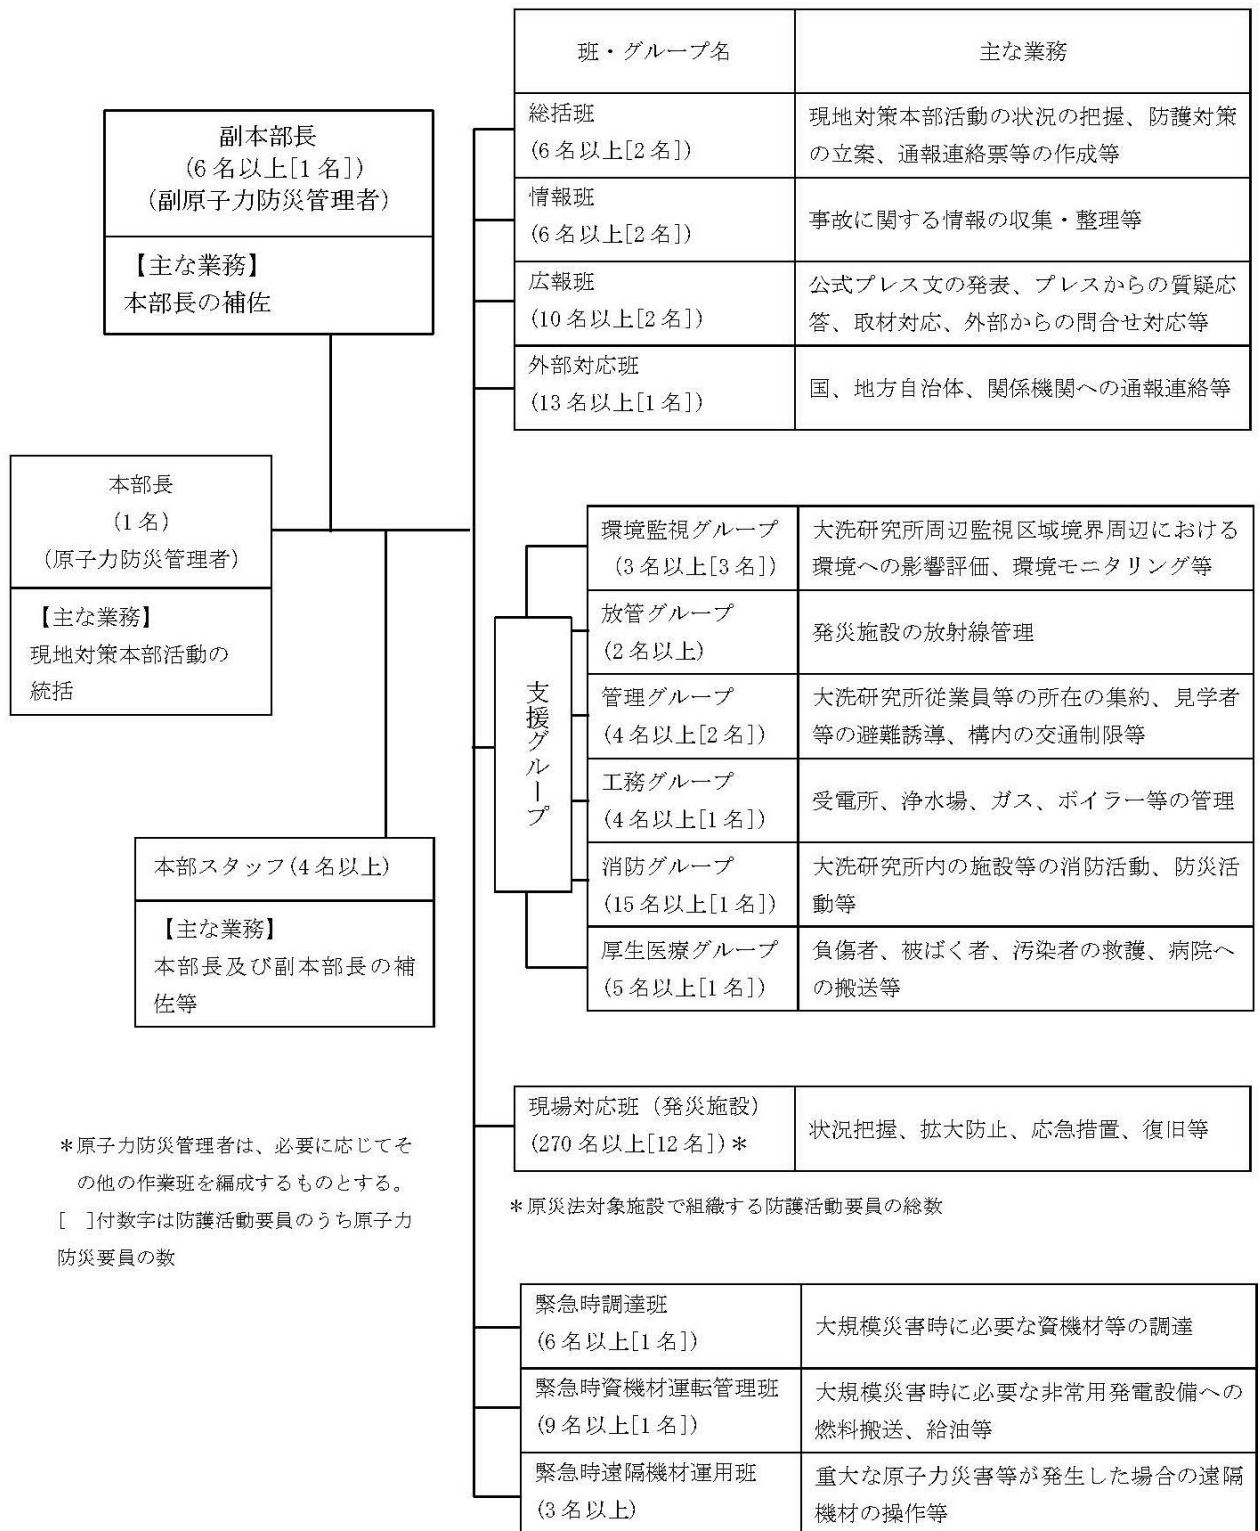 班・グループ名
主な業務
総括班
(6名以上[2名])
現地対策本部活動の状況の把握、防護対策
の立案、通報連絡票等の作成等
情報班
(6名以上[2名])
事故に関する情報の収集・整理等
広報班
(10名以上[2名])
公式プレス文の発表、プレスからの質疑応
答、取材対応、外部からの問合せ対応等
外部対応班
(13名以上[1名])
国、地方自治体、関係機関への通報連絡等
副本部長
(6名以上[1名])
(副原子力防災管理者)
【主な業務】
本部長の補佐
本部長
(1名)
(原子力防災管理者)
【主な業務】
現地対策本部活動の
統括
本部スタッフ(4名以上)
【主な業務】
本部長及び副本部長の補
佐等
支援グループ
環境監視グループ
(3名以上[3名])
大洗研究所周辺監視区域境界周辺における
環境への影響評価、環境モニタリング等
放管グループ
(2名以上)
発災施設の放射線管理
管理グループ
(4名以上[2名])
大洗研究所従業員等の所在の集約、見学者
等の避難誘導、構内の交通制限等
工務グループ
(4名以上[1名])
受電所、浄水場、ガス、ボイラー等の管理
消防グループ
(15名以上[1名])
大洗研究所内の施設等の消防活動、防災活
動等
厚生医療グループ
(5名以上[1名])
負傷者、被ばく者、汚染者の救護、病院へ
の搬送等
現場対応班（発災施設）
(270名以上[12名])＊
状況把握、拡大防止、応急措置、復旧等
＊原災法対象施設で組織する防護活動要員の総数
＊原子力防災管理者は、必要に応じてそ
の他の作業班を編成するものとする。
[　]付数字は防護活動要員のうち原子力
防災要員の数
緊急時調達班
(6名以上[1名])
大規模災害時に必要な資機材等の調達
緊急時資機材運転管理班
(9名以上[1名])
大規模災害時に必要な非常用発電設備への
燃料搬送、給油等
緊急時遠隔機材運用班
(3名以上)
重大な原子力災害等が発生した場合の遠隔
機材の操作等